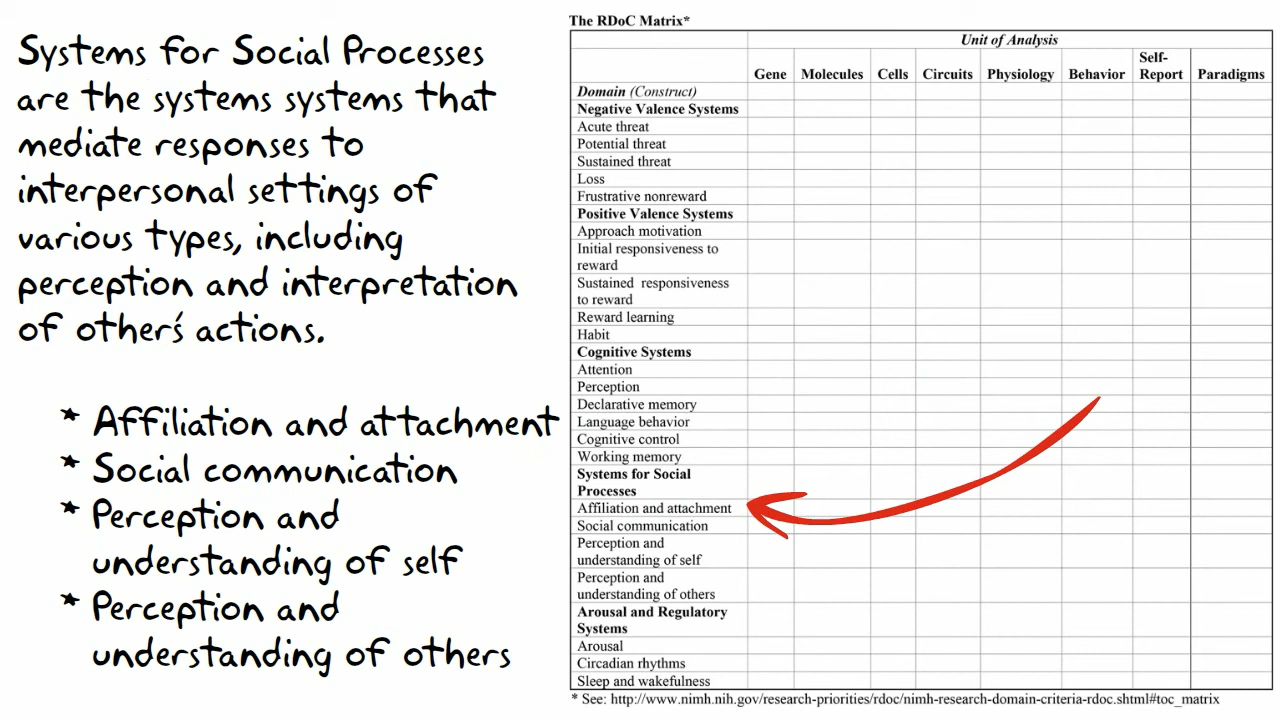 Systems for Social Processes
are the systems systems that
mediate responses to
interpersonal settings of
various types, including
perception and interpretation
of other's actions.
* Affiliation and attachment
* Social communication
* Perception and
understanding of self
* Perception and
understanding of others
The RDoC Matrix*
Unit of Analysis
Gene Molecules Cells Circuits Physiology Behavior Self-
Report Paradigms
Domain (Construct)
Negative Valence Systems
Acute threat
Potential threat
Sustained threat
Loss
Frustrative nonreward
Positive Valence Systems
Approach motivation
Initial responsiveness to
reward
Sustained responsiveness
to reward
Reward learning
Habit
Cognitive Systems
Attention
Perception
Declarative memory
Language behavior
Cognitive control
Working memory
Systems for Social
Processes
Affiliation and attachment
Social communication
Perception and
understanding of self
Perception and
understanding of others
Arousal and Regulatory
Systems
Arousal
Circadian rhythms
Sleep and wakefulness
* See: http://www.nimh.nih.gov/research-priorities/rdoc/nimh-research-domain-criteria-rdoc.shtml#toc_matrix